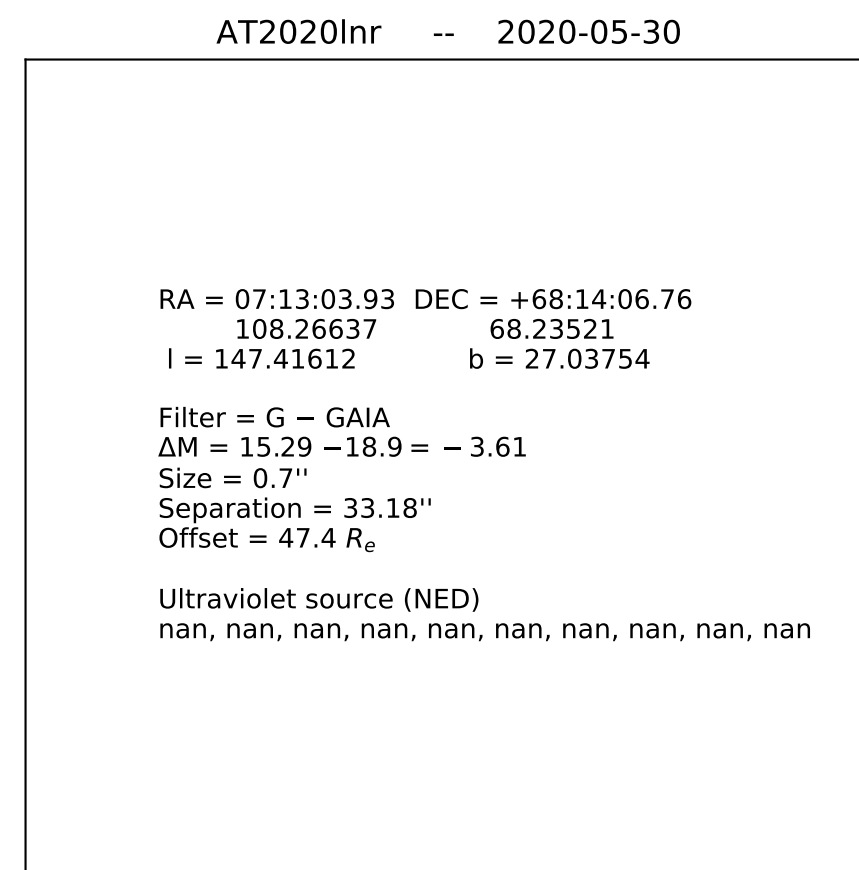 AT2020lnr -- 2020-05-30
RA = 07:13:03.93 DEC = +68:14:06.76
108.26637 68.23521
l = 147.41612 b = 27.03754
Filter = G − GAIA
ΔM = 15.29 −18.9 = − 3.61
Size = 0.7''
Separation = 33.18''
Offset = 47.4 Re
Ultraviolet source (NED)
nan, nan, nan, nan, nan, nan, nan, nan, nan, nan